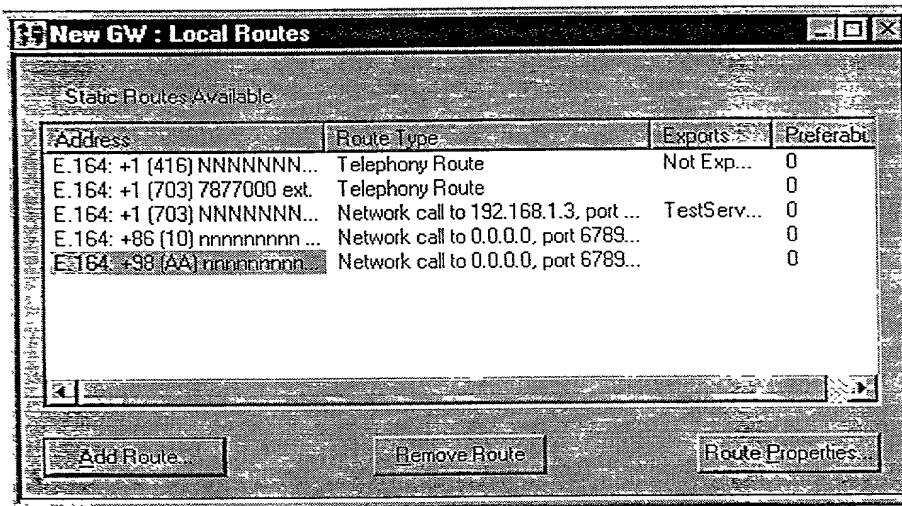 New GW : Local Routes
Static Routes Available
Address Route Type Exports Preferabi
E.164: +1 (416) NNNNNNN... Telephony Route Not Exp... 0
E.164: +1 (703) 7877000 ext. Telephony Route 0
E.164: +1 (703) NNNNNNN... Network call to 192.168.1.3, port ... TestServ... 0
E.164: +86 (10) nnnnnnnnn ... Network call to 0.0.0.0, port 6789... 0
E.164: +98 (AA) nnnnnnnnn... Network call to 0.0.0.0, port 6789... 0
Add Route... Remove Route Route Properties...